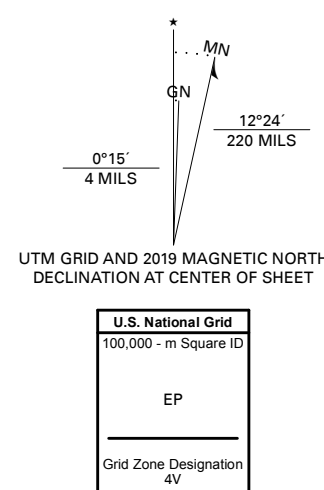 ★
MN
GN
12°24´
220 MILS
0°15´
4 MILS
UTM GRID AND 2019 MAGNETIC NORTH
DECLINATION AT CENTER OF SHEET
U.S. National Grid
100,000 - m Square ID
EP
Grid Zone Designation
4V